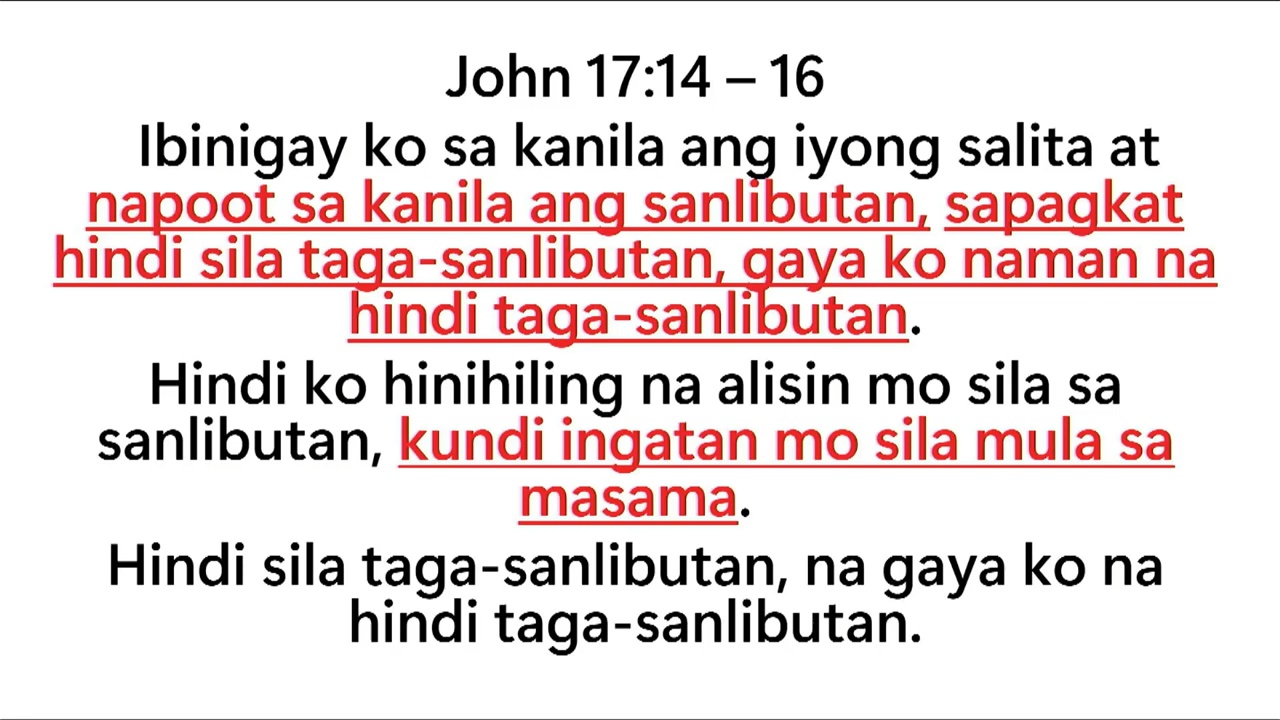 John 17:14 – 16
Ibinigay ko sa kanila ang iyong salita at
napoot sa kanila ang sanlibutan, sapagkat
hindi sila taga-sanlibutan, gaya ko naman na
hindi taga-sanlibutan.
Hindi ko hinihiling na alisin mo sila sa
sanlibutan, kundi ingatan mo sila mula sa
masama.
Hindi sila taga-sanlibutan, na gaya ko na
hindi taga-sanlibutan.